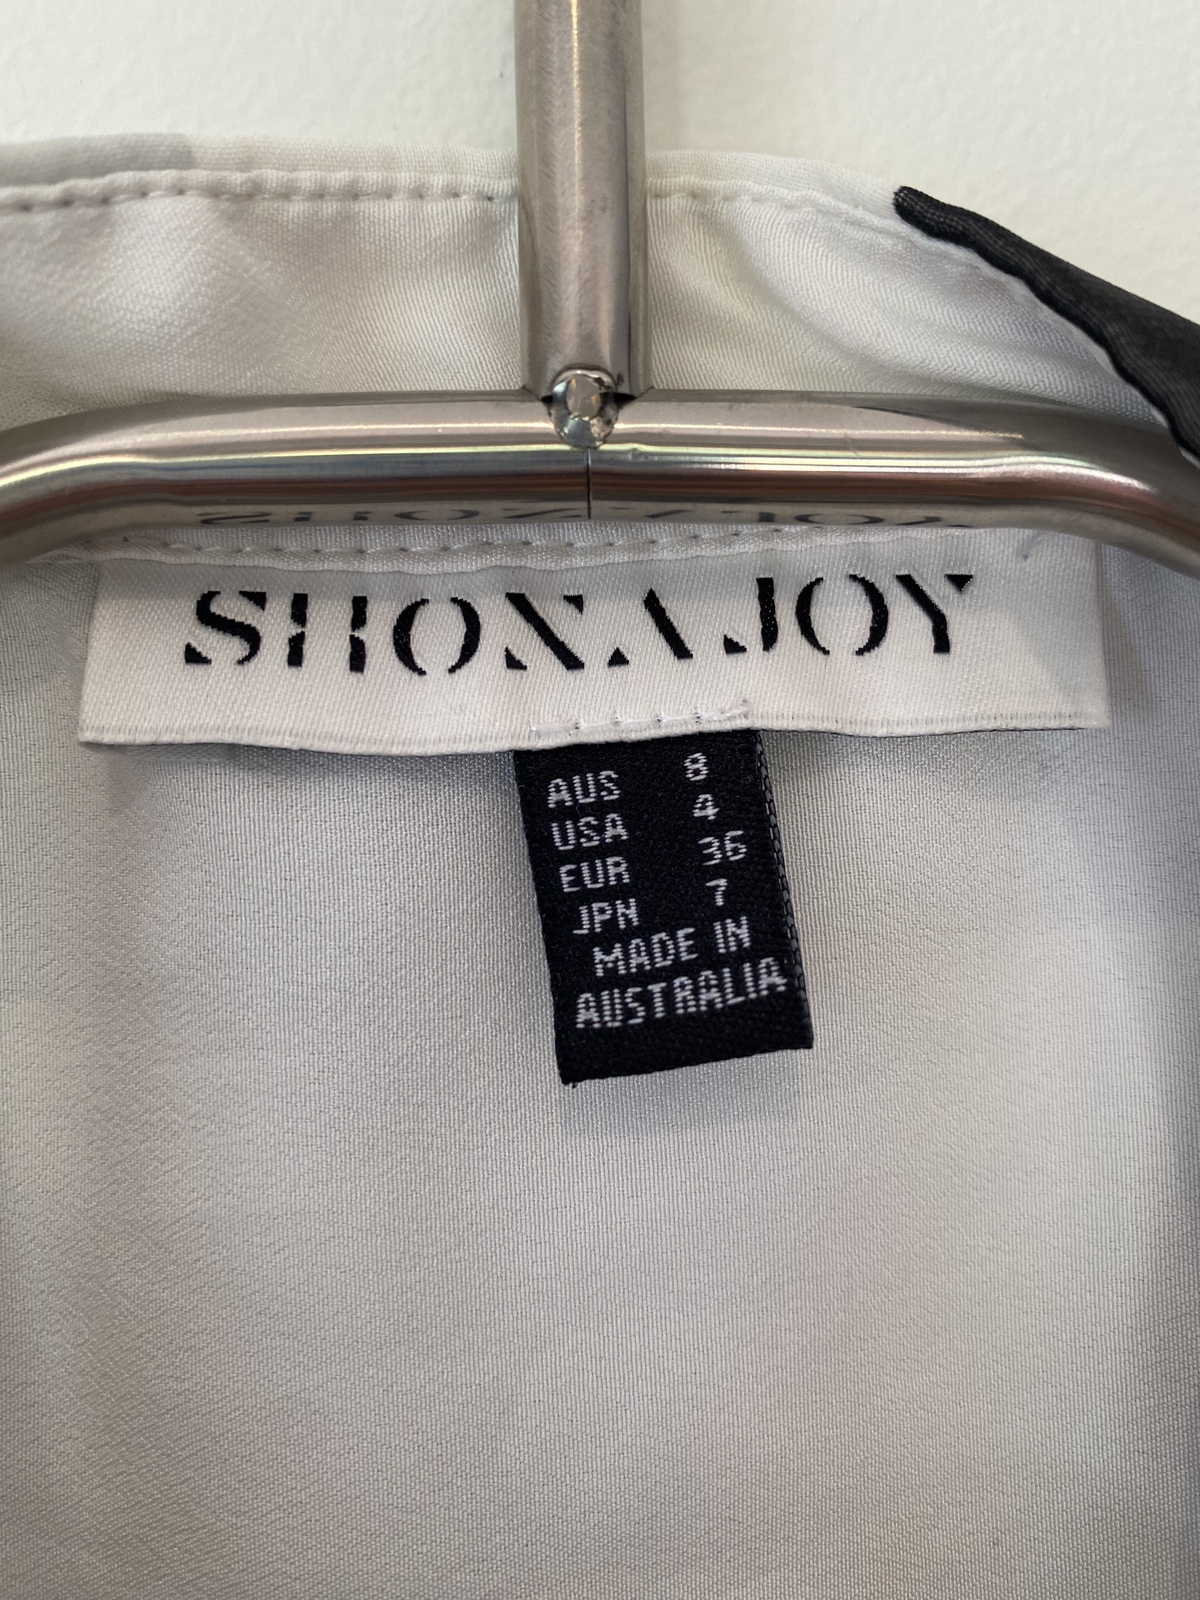 SHONA JOY
AUS 8
USA 4
EUR 36
JPN 7
MADE IN
AUSTRALIA